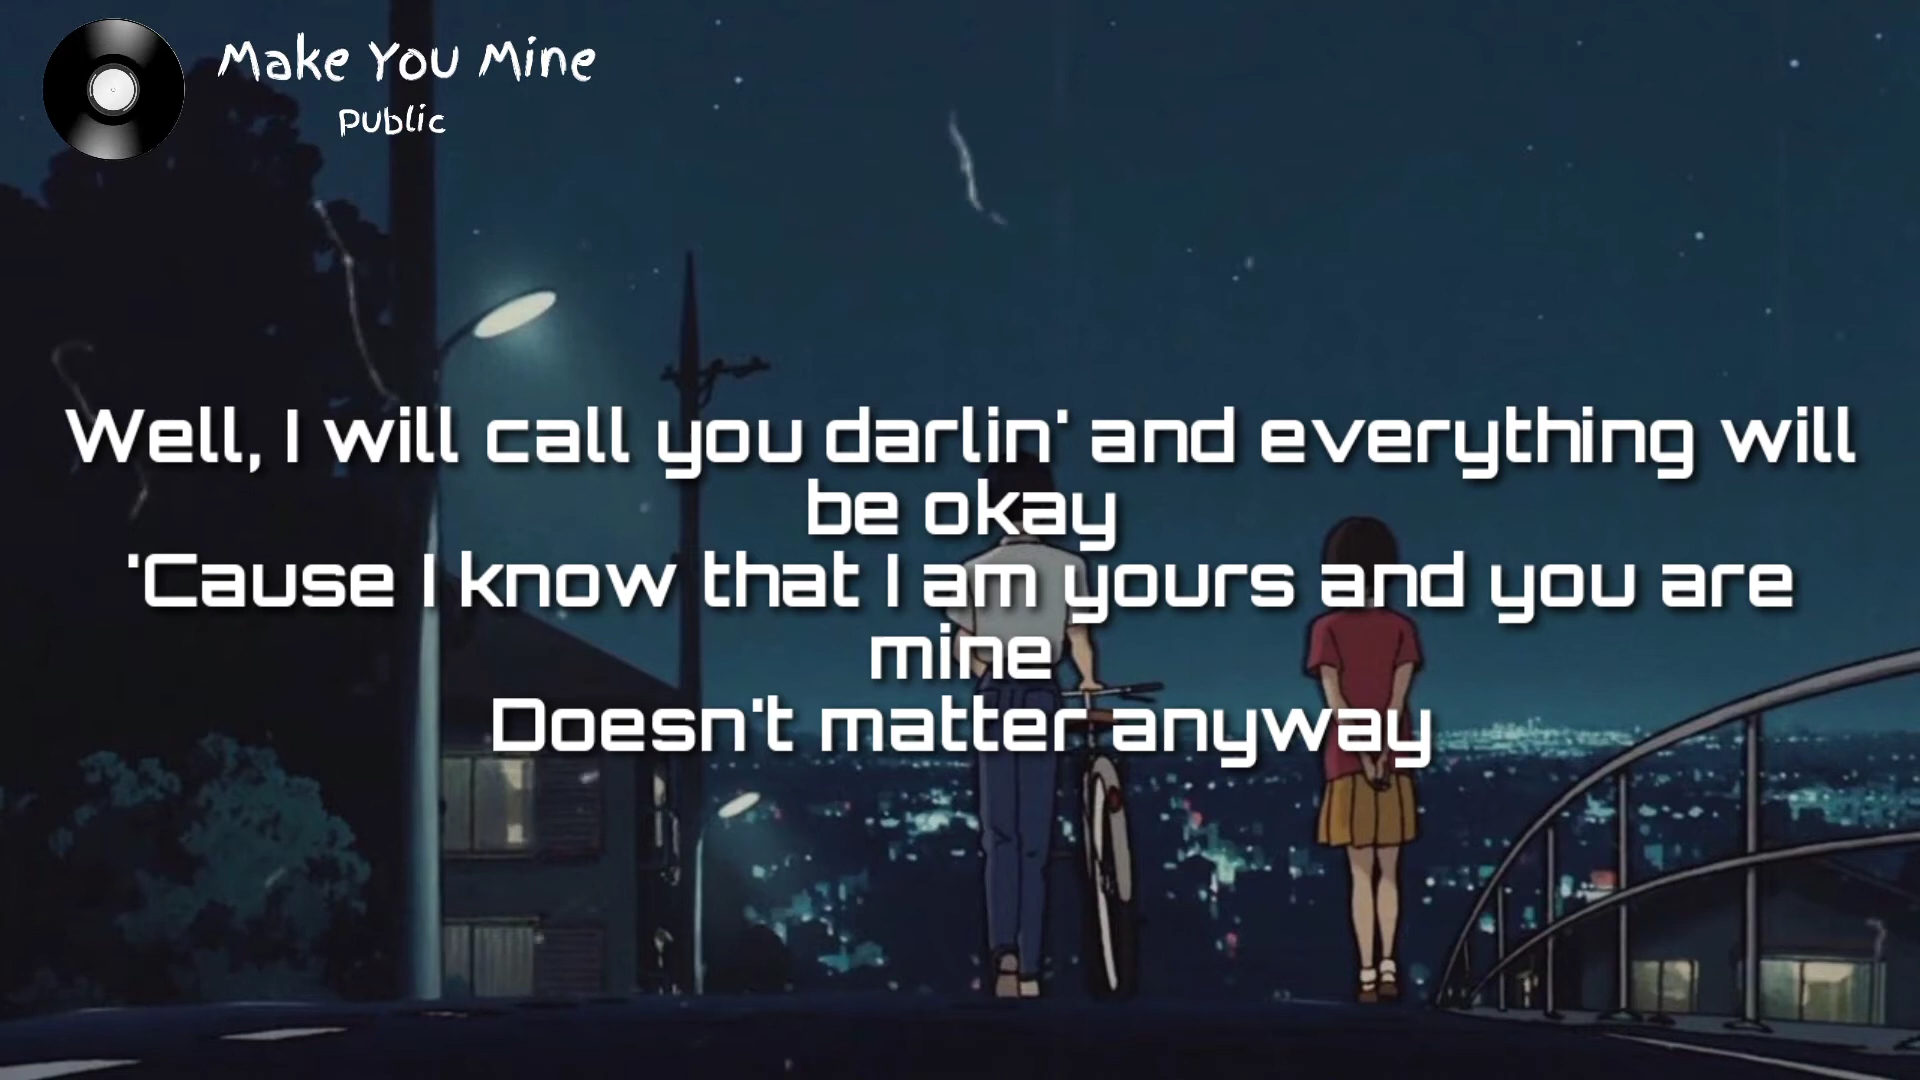 Make You Mine
Public
Well, I will call you darlin' and everything will
be okay
'Cause I know that I am yours and you are
mine
Doesn't matter anyway